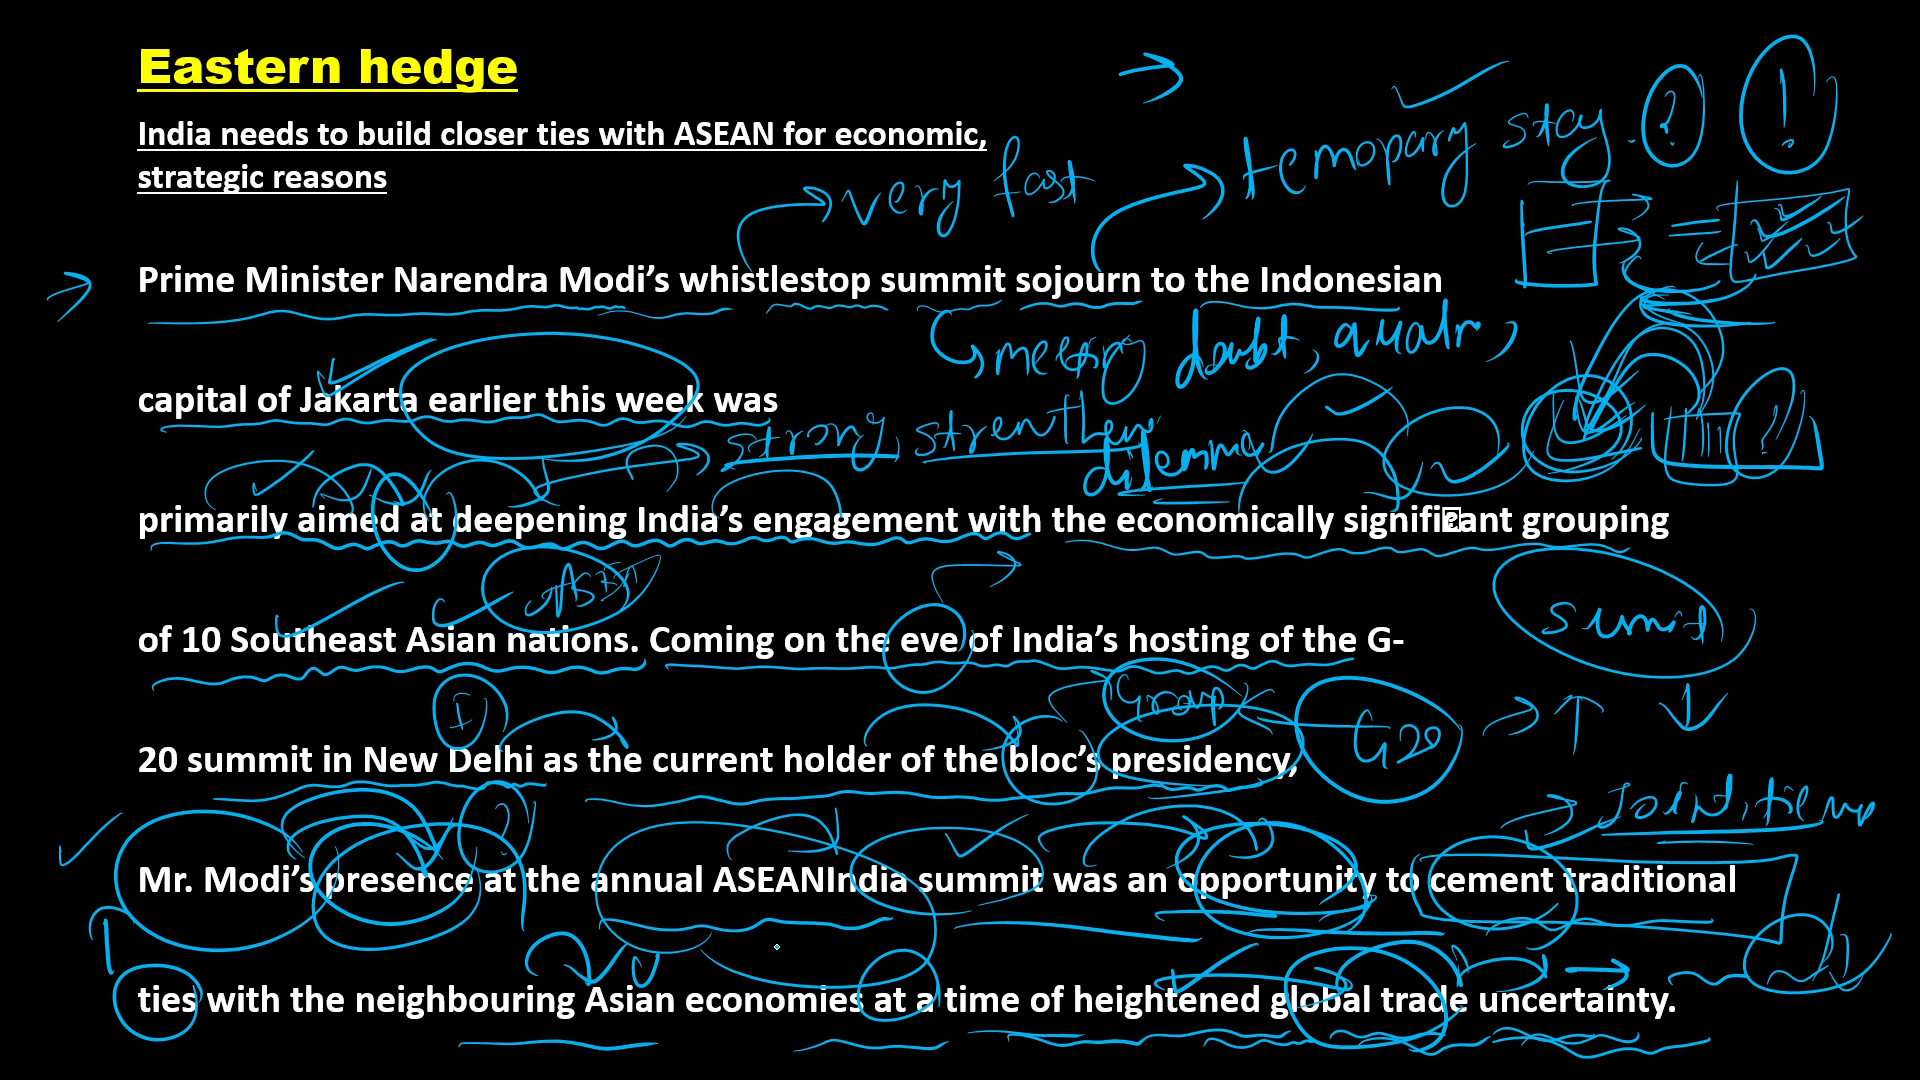 Eastern hedge
India needs to build closer ties with ASEAN for economic,
strategic reasons
very fast
temopary stay.
?
!
Prime Minister Narendra Modi’s whistlestop summit sojourn to the Indonesian
doubt,
capital of Jakarta earlier this week was
strong,
dilemma
primarily aimed at deepening India’s engagement with the economically significant grouping
of 10 Southeast Asian nations. Coming on the eve of India’s hosting of the G-
sumit
Group
G20
20 summit in New Delhi as the current holder of the bloc’s presidency,
Joint, tie up
Mr. Modi’s presence at the annual ASEANIndia summit was an opportunity to cement traditional
ties with the neighbouring Asian economies at a time of heightened global trade uncertainty.